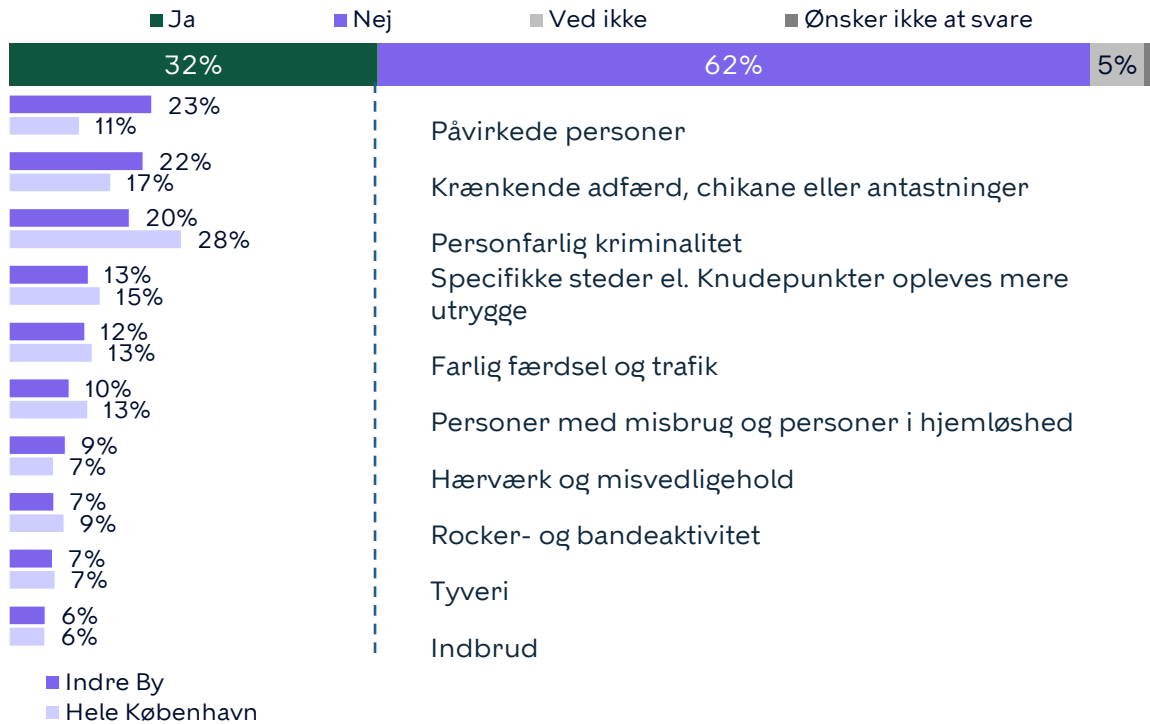 Ja Nej Ved ikke Ønsker ikke at svare
32% 62% 5%
23%
11%
Påvirkede personer
22%
17%
Krænkende adfærd, chikane eller antastninger
20%
28%
Personfarlig kriminalitet
13%
15%
Specifikke steder el. Knudepunkter opleves mere
utrygge
12%
13%
Farlig færdsel og trafik
10%
13%
Personer med misbrug og personer i hjemløshed
9%
7%
Hærværk og misvedligehold
7%
9%
Rocker- og bandeaktivitet
7%
7%
Tyveri
6%
6%
Indbrud
Indre By
Hele København